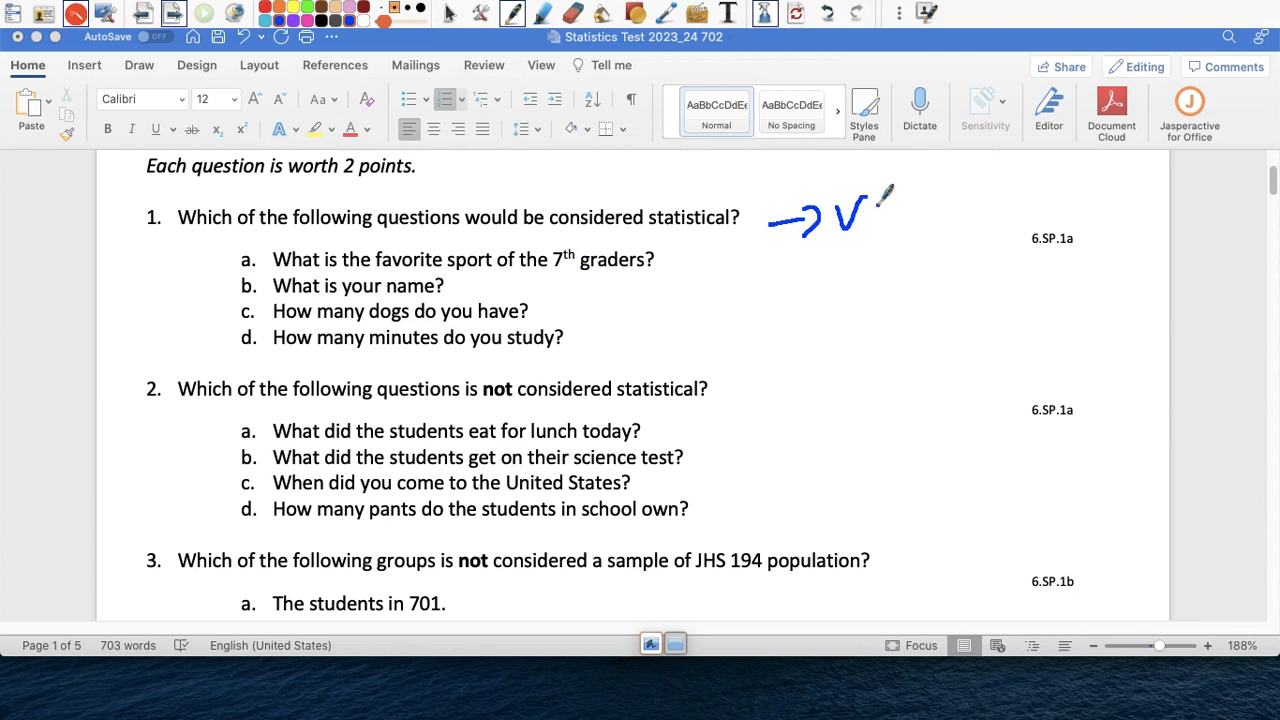 AutoSave OFF
Statistics Test 2023_24 702
Home Insert Draw Design Layout References Mailings Review View Tell me
Share Editing Comments
Paste
Calibri 12
Aa
B I U ab x₂ x²
AaBbCcDdEe
Normal
AaBbCcDdEe
No Spacing
Styles Pane
Dictate
Sensitivity
Editor
Document Cloud
Jasperactive for Office
Each question is worth 2 points.
1. Which of the following questions would be considered statistical? → V
6.SP.1a
a. What is the favorite sport of the 7th graders?
b. What is your name?
c. How many dogs do you have?
d. How many minutes do you study?
2. Which of the following questions is not considered statistical?
6.SP.1a
a. What did the students eat for lunch today?
b. What did the students get on their science test?
c. When did you come to the United States?
d. How many pants do the students in school own?
3. Which of the following groups is not considered a sample of JHS 194 population?
6.SP.1b
a. The students in 701.
Page 1 of 5 703 words English (United States) Focus 188%